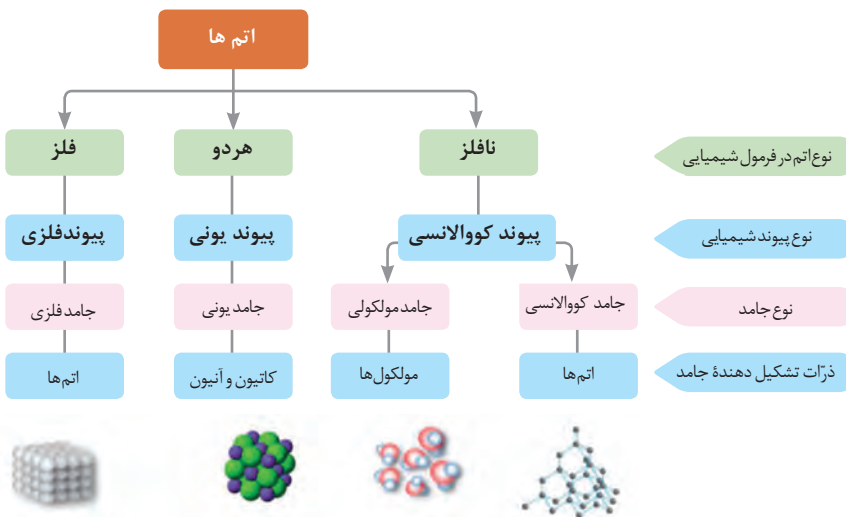 اتم ها
نوع اتم در فرمول شیمیایی
نافلز
هردو
فلز
نوع پیوند شیمیایی
پیوند کووالانسی
پیوند یونی
پیوندفلزی
نوع جامد
جامد کووالانسی
جامد مولکولی
جامد یونی
جامد فلزی
ذرّات تشکیل دهندهٔ جامد
اتم‌ها
مولکول‌ها
کاتیون و آنیون
اتم‌ها